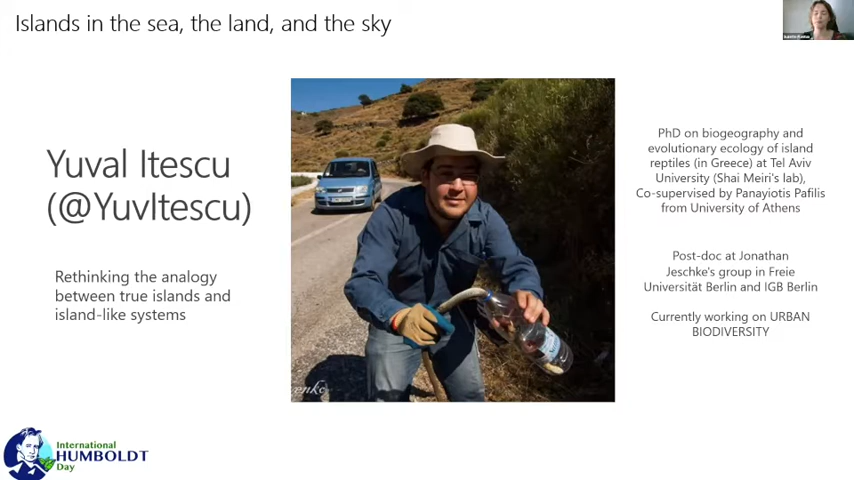 Islands in the sea, the land, and the sky
Yuval Itescu
(@YuvItescu)
Rethinking the analogy
between true islands and
island-like systems
PhD on biogeography and
evolutionary ecology of island
reptiles (in Greece) at Tel Aviv
University (Shai Meiri's lab),
Co-supervised by Panayiotis Pafilis
from University of Athens
Post-doc at Jonathan
Jeschke's group in Freie
Universität Berlin and IGB Berlin
Currently working on URBAN
BIODIVERSITY
International
HUMBOLDT
Day